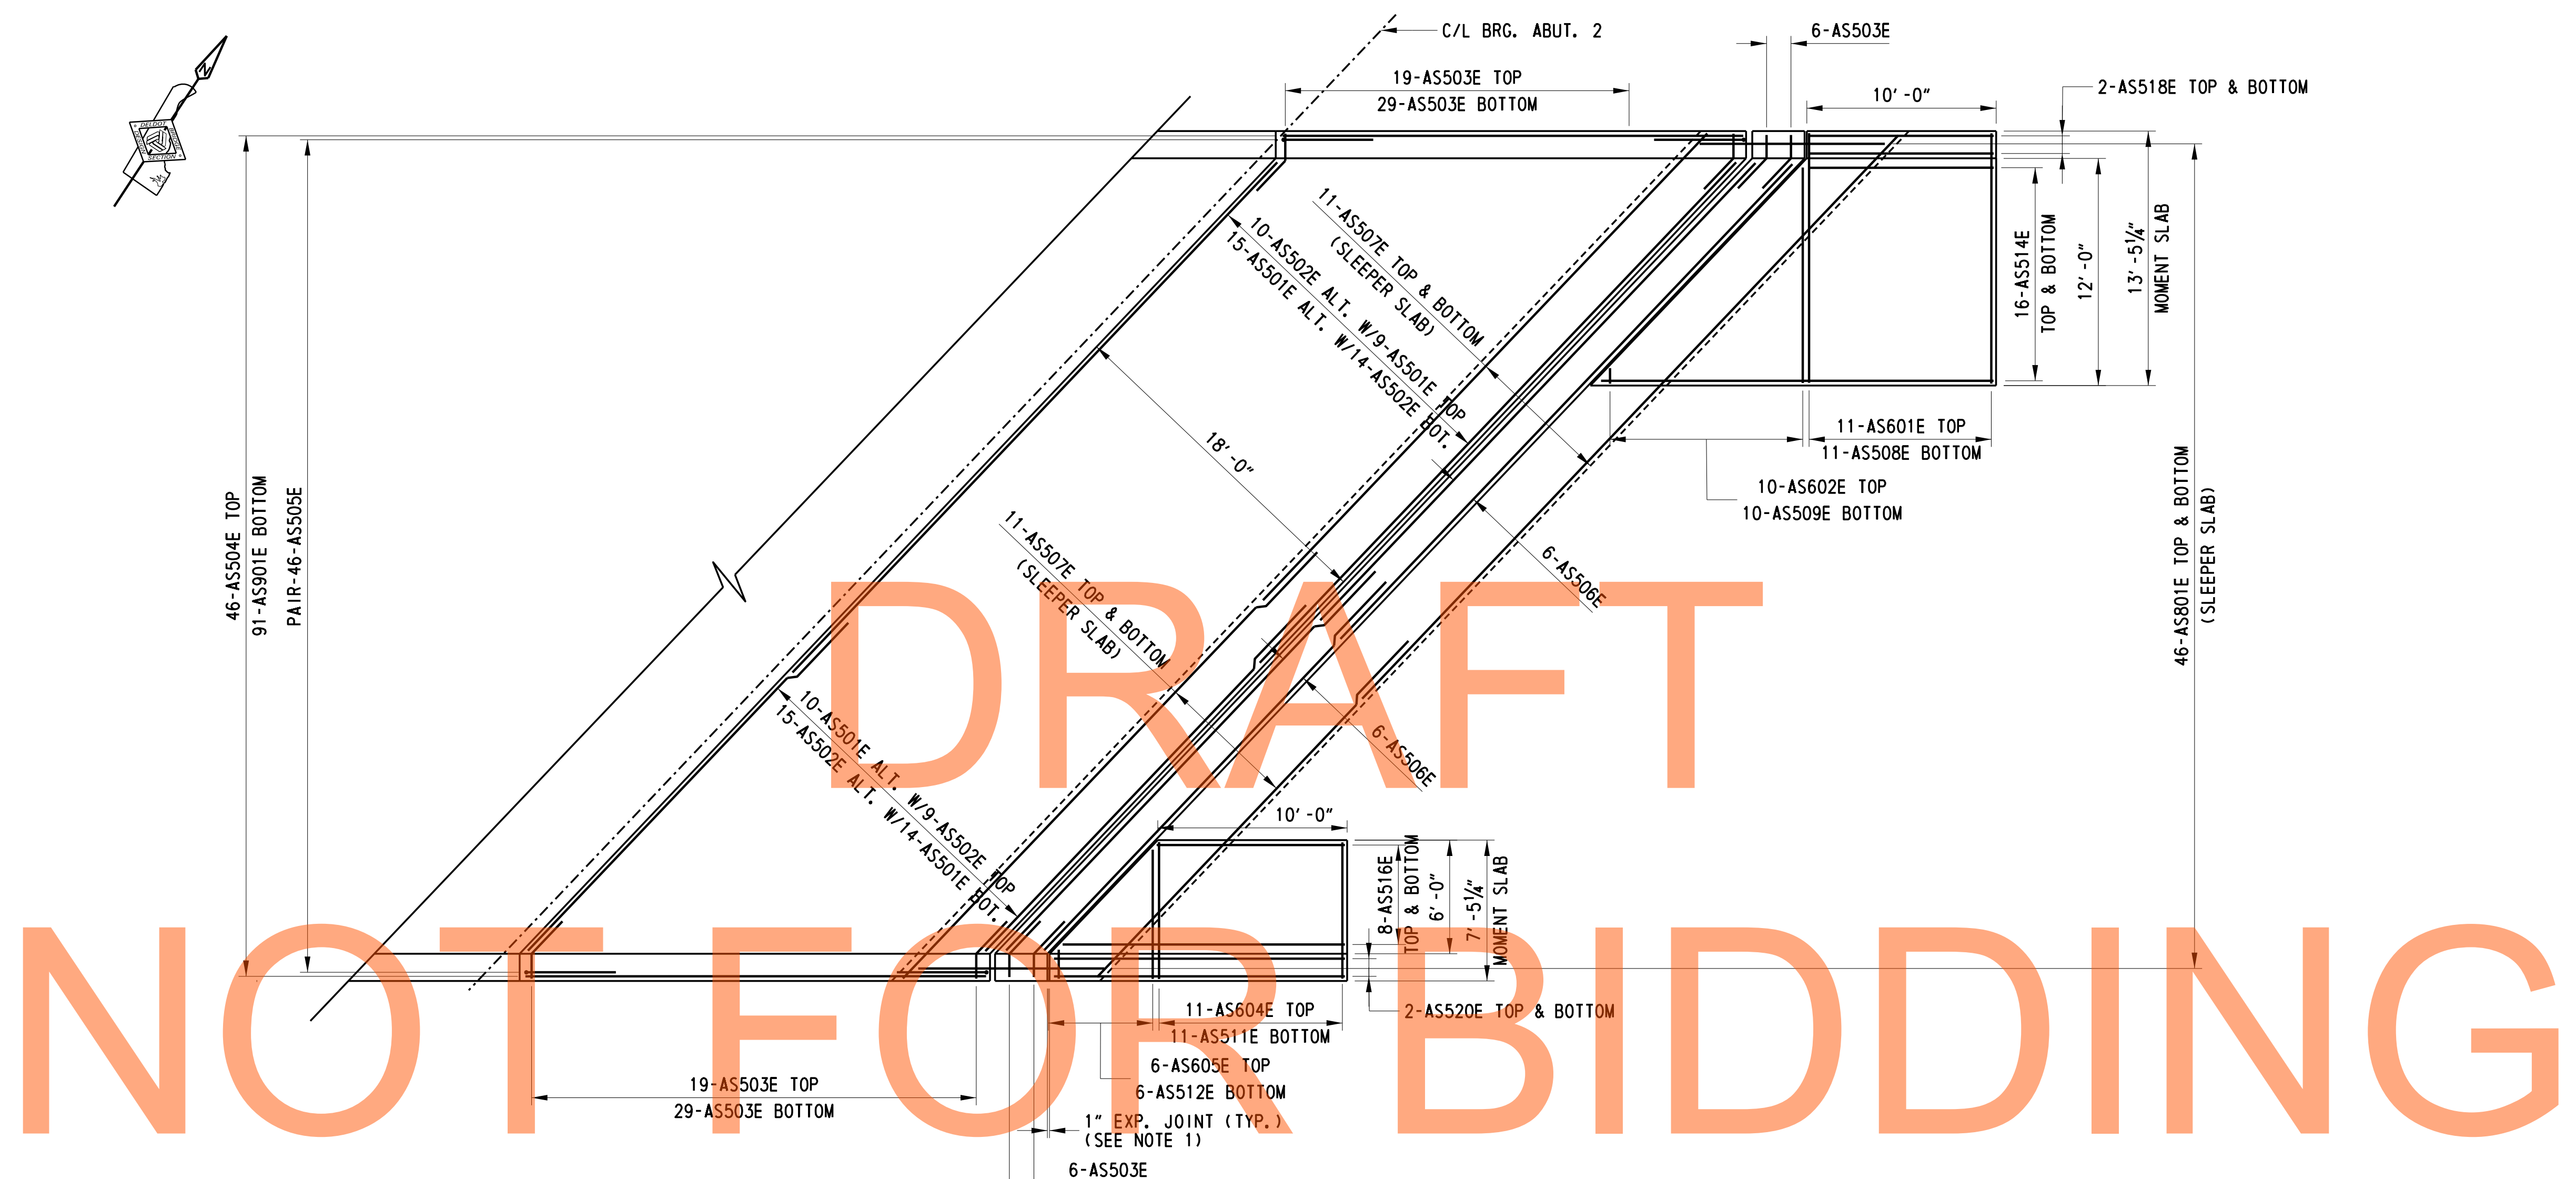 C/L BRG. ABUT. 2
6-AS503E
19-AS503E TOP
29-AS503E BOTTOM
10'-0"
2-AS518E TOP & BOTTOM
N
DELDOT
BRIDGE
SECTION
11-AS507E TOP & BOTTOM
(SLEEPER SLAB)
10-AS502E ALT. W/9-AS501E TOP
15-AS501E ALT. W/14-AS502E BOT.
16-AS514E
TOP & BOTTOM
12'-0"
13'-5¼"
MOMENT SLAB
18'-0"
11-AS601E TOP
11-AS508E BOTTOM
10-AS602E TOP
10-AS509E BOTTOM
46-AS504E TOP
91-AS901E BOTTOM
PAIR-46-AS505E
46-AS801E TOP & BOTTOM
(SLEEPER SLAB)
11-AS507E TOP & BOTTOM
(SLEEPER SLAB)
6-AS506E
DRAFT
10-AS501E ALT. W/9-AS502E TOP
15-AS502E ALT. W/14-AS501E BOT.
6-AS506E
10'-0"
8-AS516E
TOP & BOTTOM
6'-0"
7'-5¼"
MOMENT SLAB
NOT FOR BIDDING
11-AS604E TOP
11-AS511E BOTTOM
2-AS520E TOP & BOTTOM
6-AS605E TOP
6-AS512E BOTTOM
19-AS503E TOP
29-AS503E BOTTOM
1" EXP. JOINT (TYP.)
(SEE NOTE 1)
6-AS503E